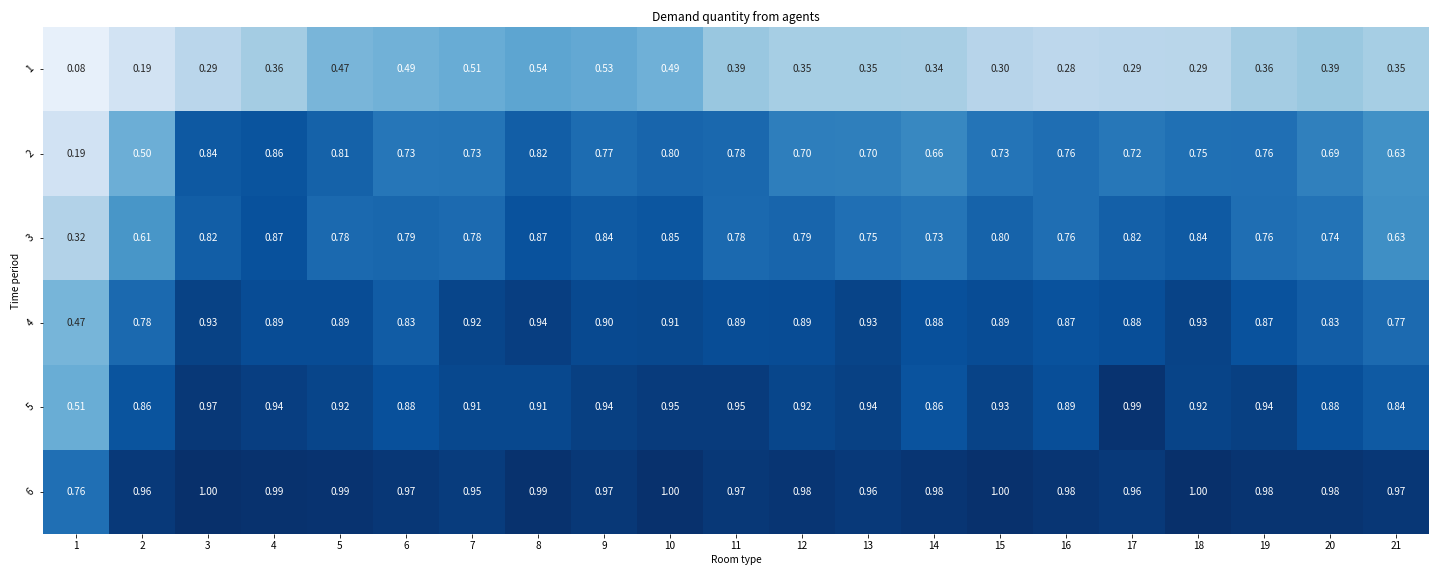 Demand quantity from agents
Time period
1 0.08 0.19 0.29 0.36 0.47 0.49 0.51 0.54 0.53 0.49 0.39 0.35 0.35 0.34 0.30 0.28 0.29 0.29 0.36 0.39 0.35
2 0.19 0.50 0.84 0.86 0.81 0.73 0.73 0.82 0.77 0.80 0.78 0.70 0.70 0.66 0.73 0.76 0.72 0.75 0.76 0.69 0.63
3 0.32 0.61 0.82 0.87 0.78 0.79 0.78 0.87 0.84 0.85 0.78 0.79 0.75 0.73 0.80 0.76 0.82 0.84 0.76 0.74 0.63
4 0.47 0.78 0.93 0.89 0.89 0.83 0.92 0.94 0.90 0.91 0.89 0.89 0.93 0.88 0.89 0.87 0.88 0.93 0.87 0.83 0.77
5 0.51 0.86 0.97 0.94 0.92 0.88 0.91 0.91 0.94 0.95 0.95 0.92 0.94 0.86 0.93 0.89 0.99 0.92 0.94 0.88 0.84
6 0.76 0.96 1.00 0.99 0.99 0.97 0.95 0.99 0.97 1.00 0.97 0.98 0.96 0.98 1.00 0.98 0.96 1.00 0.98 0.98 0.97
1 2 3 4 5 6 7 8 9 10 11 12 13 14 15 16 17 18 19 20 21
Room type